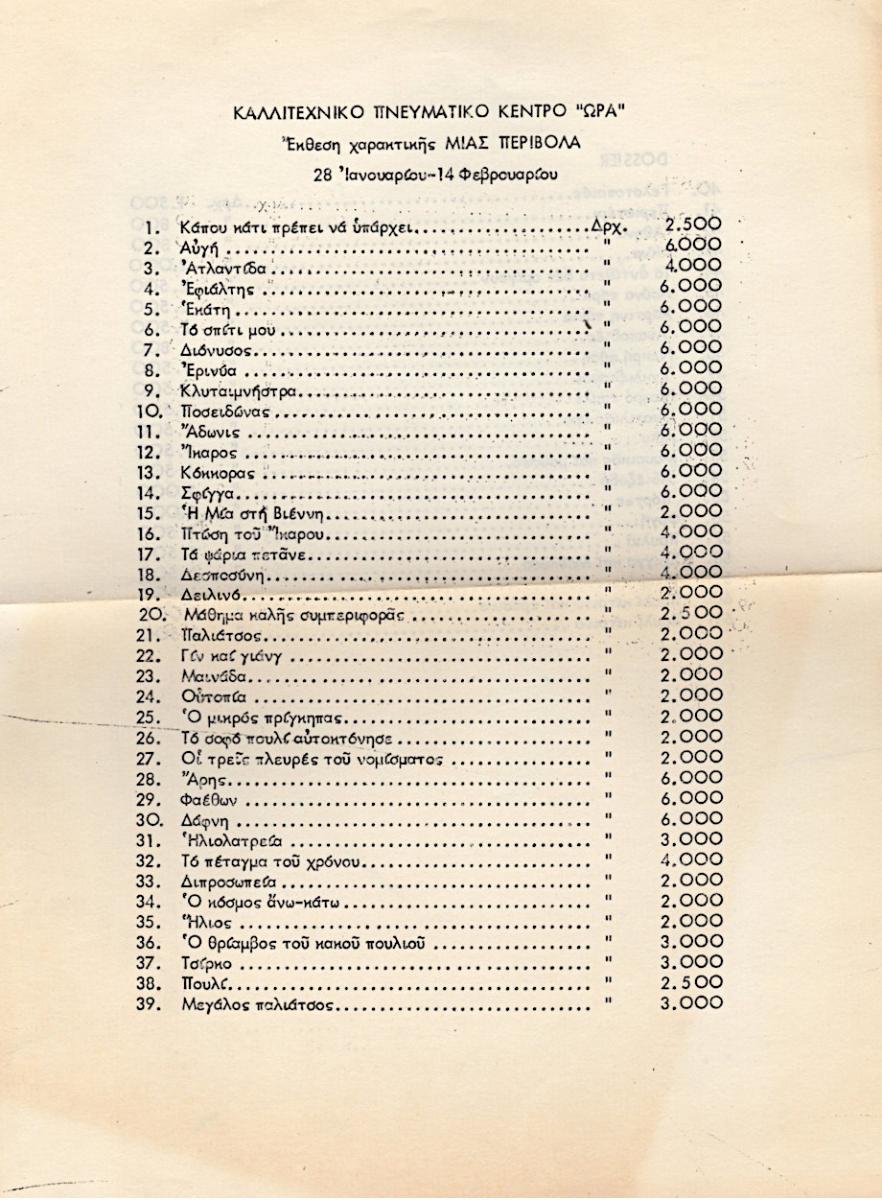 ΚΑΛΛΙΤΕΧΝΙΚΟ ΠΝΕΥΜΑΤΙΚΟ ΚΕΝΤΡΟ "ΩΡΑ"
Ἔκθεση χαρακτικῆς ΜΙΑΣ ΠΕΡΙΒΟΛΑ
28 Ἰανουαρίου-14 Φεβρουαρίου
1. Κάπου κάτι πρέπει νά ὑπάρχει....................Δρχ. 2.500
2. Αὐγή .................... " 6.000
3. Ἀτλαντίδα .................... " 4.000
4. Ἐφιάλτης .................... " 6.000
5. Ἑκάτη .................... " 6.000
6. Τό σπίτι μου .................... " 6.000
7. Διόνυσος .................... " 6.000
8. Ἐρινύα .................... " 6.000
9. Κλυταιμνήστρα .................... " 6.000
10. Ποσειδώνας .................... " 6.000
11. Ἄδωνις .................... " 6.000
12. Ἴκαρος .................... " 6.000
13. Κόκκορας .................... " 6.000
14. Σφίγγα .................... " 6.000
15. Ἡ Μία στή Βιέννη .................... " 2.000
16. Πτώση τοῦ Ἴκαρου .................... " 4.000
17. Τά ψάρια πετᾶνε .................... " 4.000
18. Δεσποσύνη .................... " 4.000
19. Δειλινό .................... " 2.000
20. Μάθημα καλῆς συμπεριφορᾶς .................... " 2.500
21. Παλιάτσος .................... " 2.000
22. Γίν καί γιάνγ .................... " 2.000
23. Μαινάδα .................... " 2.000
24. Οὐτοπία .................... " 2.000
25. Ὁ μικρός πρίγκηπας .................... " 2.000
26. Τό σοφό πουλί αὐτοκτόνησε .................... " 2.000
27. Οἱ τρεῖς πλευρές τοῦ νομίσματος .................... " 2.000
28. Ἄρης .................... " 6.000
29. Φαέθων .................... " 6.000
30. Δάφνη .................... " 6.000
31. Ἡλιολατρεία .................... " 3.000
32. Τό πέταγμα τοῦ χρόνου .................... " 4.000
33. Διπροσωπεία .................... " 2.000
34. Ὁ κόσμος ἄνω-κάτω .................... " 2.000
35. Ἥλιος .................... " 2.000
36. Ὁ θρίαμβος τοῦ κακοῦ πουλιοῦ .................... " 3.000
37. Τσίρκο .................... " 3.000
38. Πουλί .................... " 2.500
39. Μεγάλος παλιάτσος .................... " 3.000